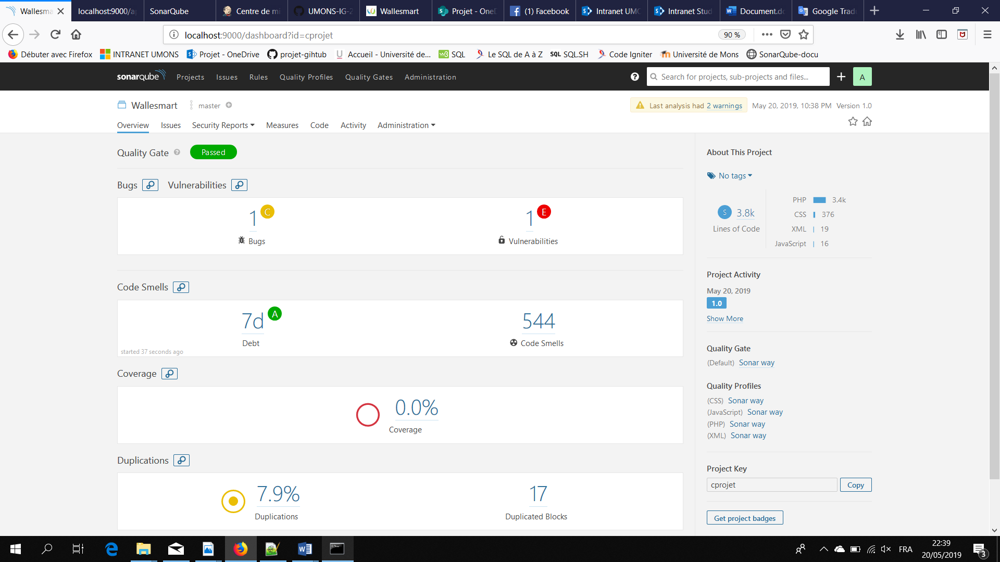 Wallesma
localhost:9000/a
SonarQube
Centre de mi
UMONS-IG-2
Wallesmart
Projet - OneD
(1) Facebook
Intranet UMO
Intranet Stud
Document.do
Google Tradu
localhost:9000/dashboard?id=cprojet
90 %
Débuter avec Firefox
INTRANET UMONS
Projet - OneDrive
projet-gihtub
Accueil - Université de...
SQL
Le SQL de A à Z
SQL SQL.SH
Code Igniter
Université de Mons
SonarQube-docu
sonarqube
Projects
Issues
Rules
Quality Profiles
Quality Gates
Administration
Search for projects, sub-projects and files...
A
Wallesmart
master
Last analysis had 2 warnings
May 20, 2019, 10:38 PM
Version 1.0
Overview
Issues
Security Reports
Measures
Code
Activity
Administration
Quality Gate
Passed
Bugs
Vulnerabilities
1 C
Bugs
1 E
Vulnerabilities
Code Smells
7d A
Debt
544
Code Smells
started 37 seconds ago
Coverage
0.0%
Coverage
Duplications
7.9%
Duplications
17
Duplicated Blocks
About This Project
No tags
S 3.8k
Lines of Code
PHP 3.4k
CSS 376
XML 19
JavaScript 16
Project Activity
May 20, 2019
1.0
Show More
Quality Gate
(Default) Sonar way
Quality Profiles
(CSS) Sonar way
(JavaScript) Sonar way
(PHP) Sonar way
(XML) Sonar way
Project Key
cprojet
Copy
Get project badges
FRA
22:39
20/05/2019
3